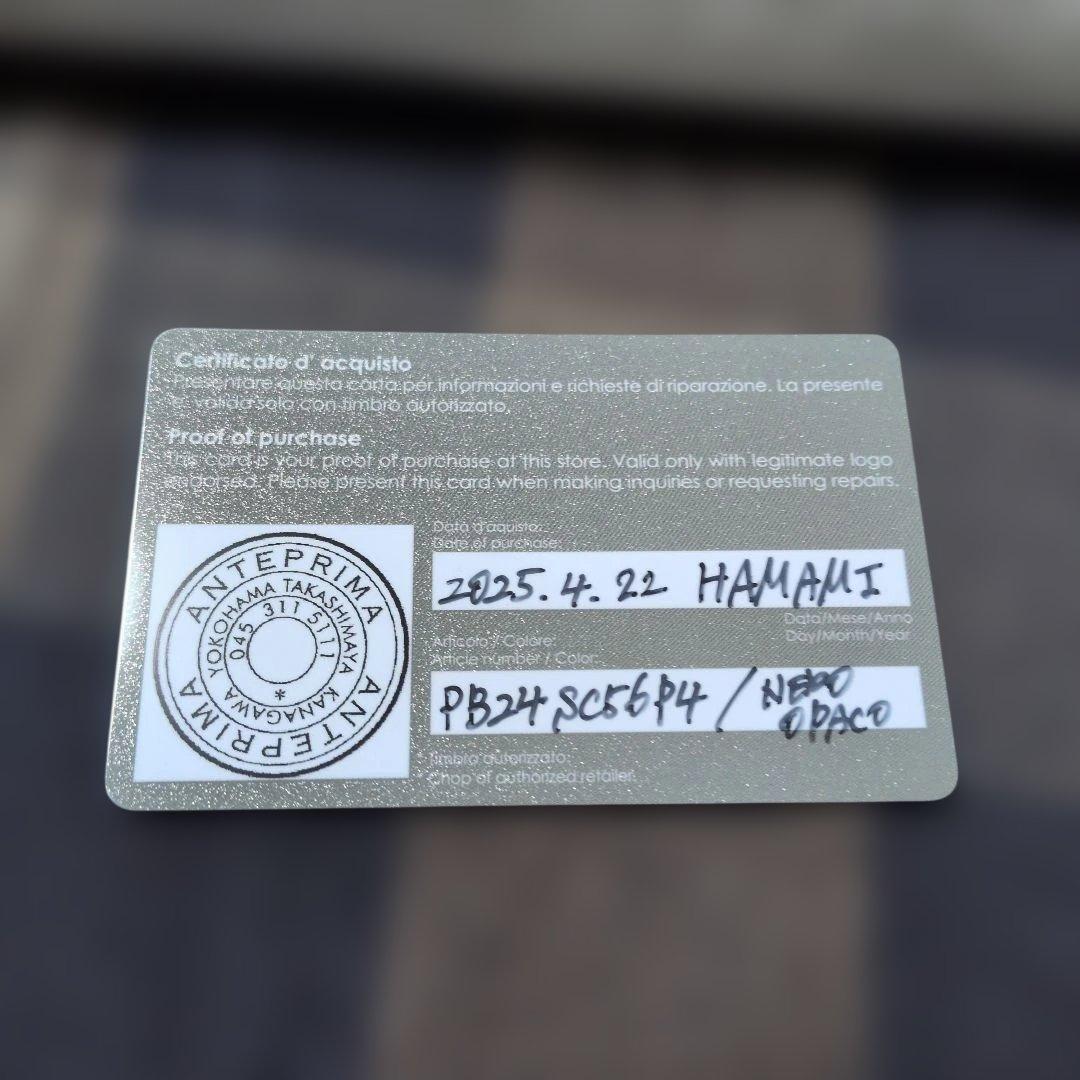 Certificato d' acquisto
Presentare questa carta per informazioni e richieste di riparazione. La presente
e' valida solo con timbro autorizzato.
Proof of purchase
This card is your proof of purchase at this store. Valid only with legitimate logo
endorsed. Please present this card when making inquiries or requesting repairs.
Data d'aquisto:
Date of purchase:
2025.4.22 HAMAMI
Data/Mese/Anno
Day/Month/Year
Articolo / Colore:
Article number / Color:
PB24SC56P4 / NERO
OPACO
Timbro autorizzato:
Chop of authorized retailer:
ANTEPRIMA ANTEPRIMA
YOKOHAMA TAKASHIMAYA KANAGAWA
045 311 5111
*